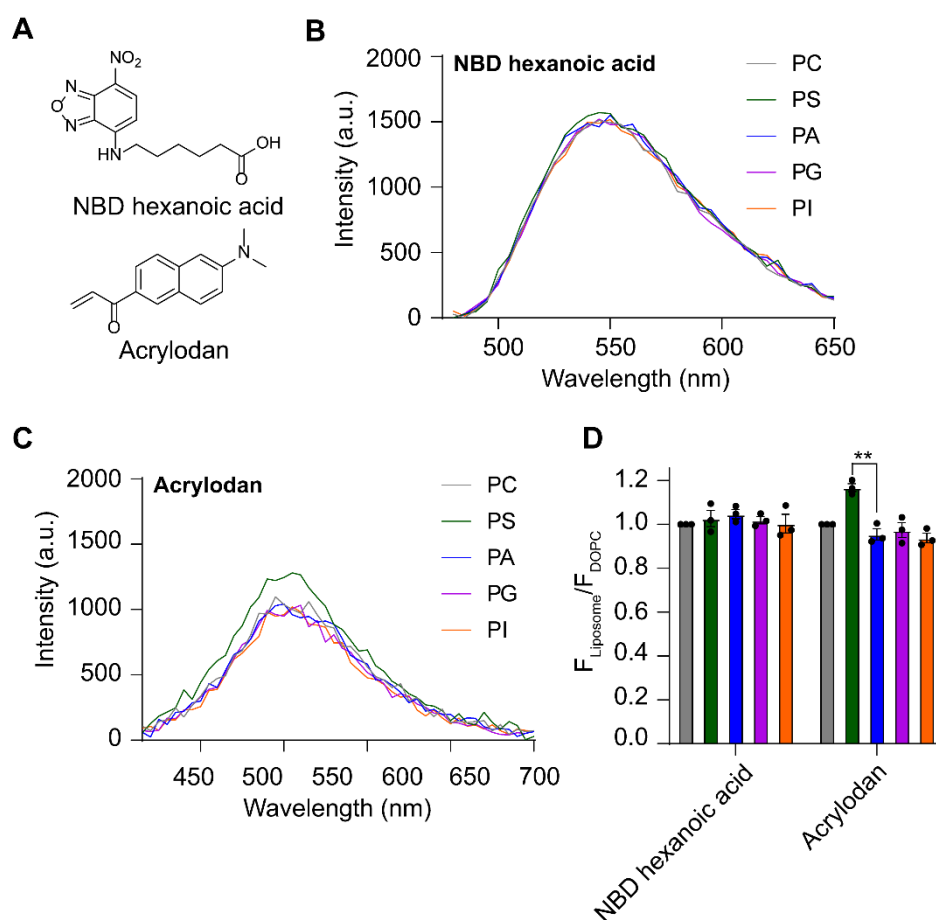 A
NO₂
N
O
N
HN
OH
O
NBD hexanoic acid
N
O
Acrylodan
B
NBD hexanoic acid
PC
PS
PA
PG
PI
2000
1500
1000
500
0
Intensity (a.u.)
500 550 600 650
Wavelength (nm)
C
Acrylodan
PC
PS
PA
PG
PI
2000
1500
1000
500
0
Intensity (a.u.)
450 500 550 600 650 700
Wavelength (nm)
D
**
1.2
1.0
0.8
0.6
0.4
0.2
0.0
F_Liposome/F_DOPC
NBD hexanoic acid
Acrylodan